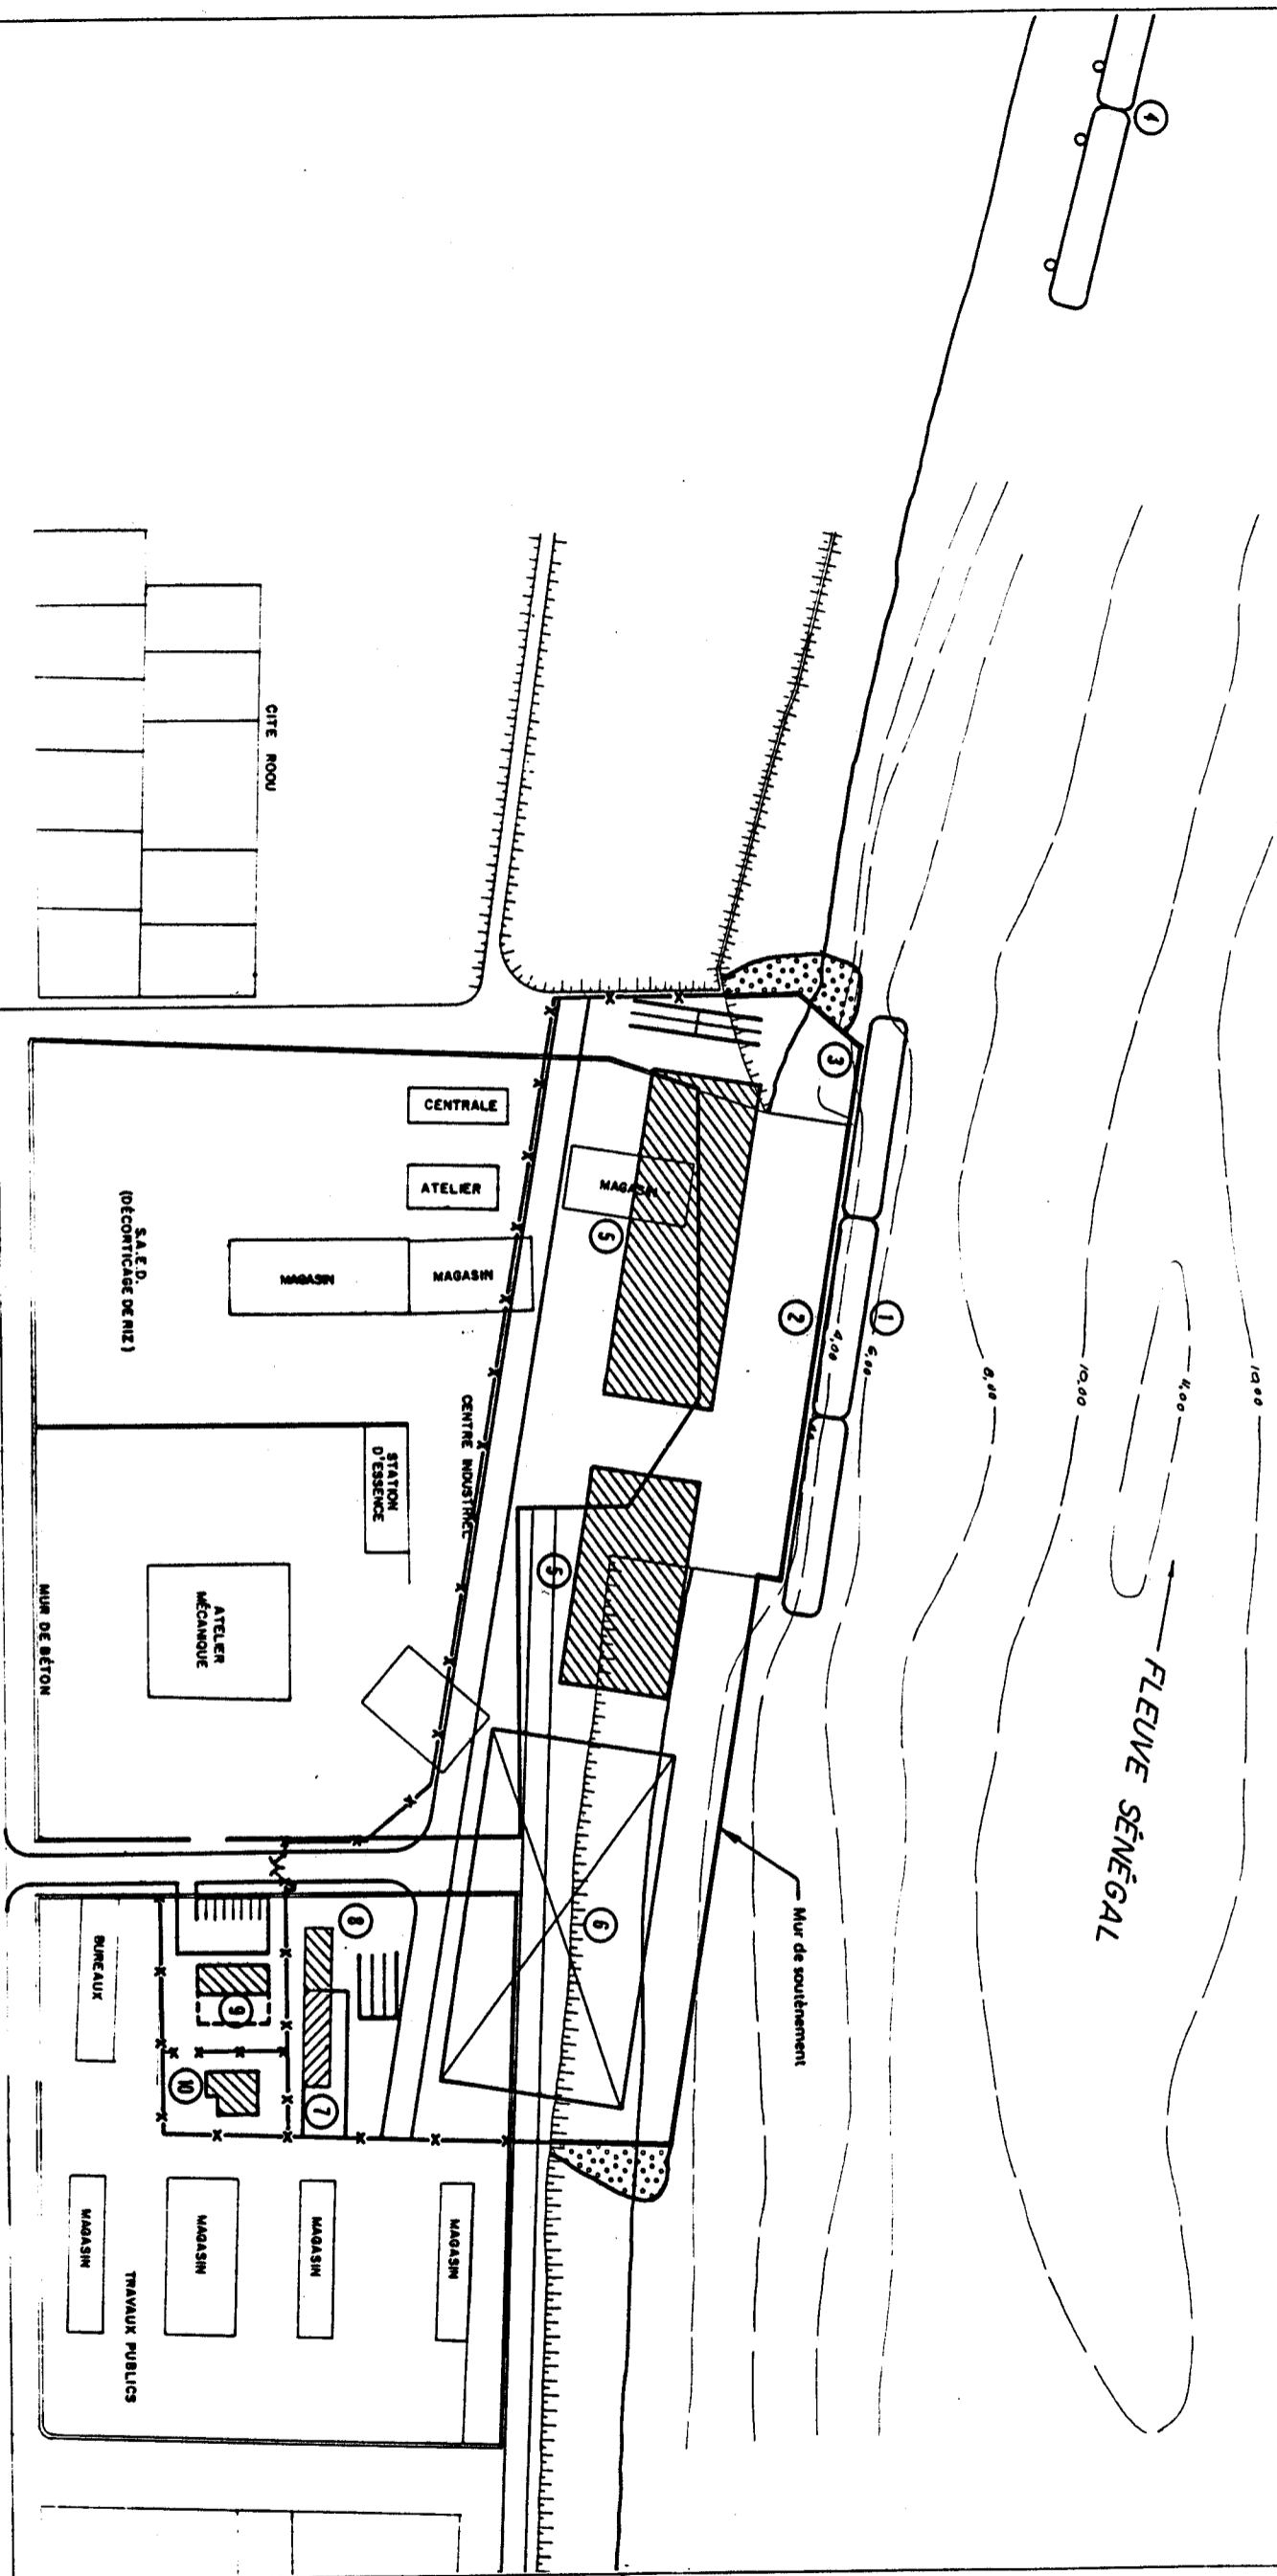 4
10,00
11,00
10,00
8,00
FLEUVE SÉNÉGAL
1
6,00
4,00
2
3
Mur de soutènement
CITE ROOU
CENTRALE
ATELIER
MAGASIN
5
MAGASIN
MAGASIN
S.A.E.D.
(DÉCORTICAGE DE RIZ)
CENTRE INDUSTRIEL
STATION
D'ESSENCE
5
ATELIER
MÉCANIQUE
MUR DE BÉTON
6
8
BUREAUX
9
10
7
MAGASIN
MAGASIN
MAGASIN
MAGASIN
TRAVAUX PUBLICS